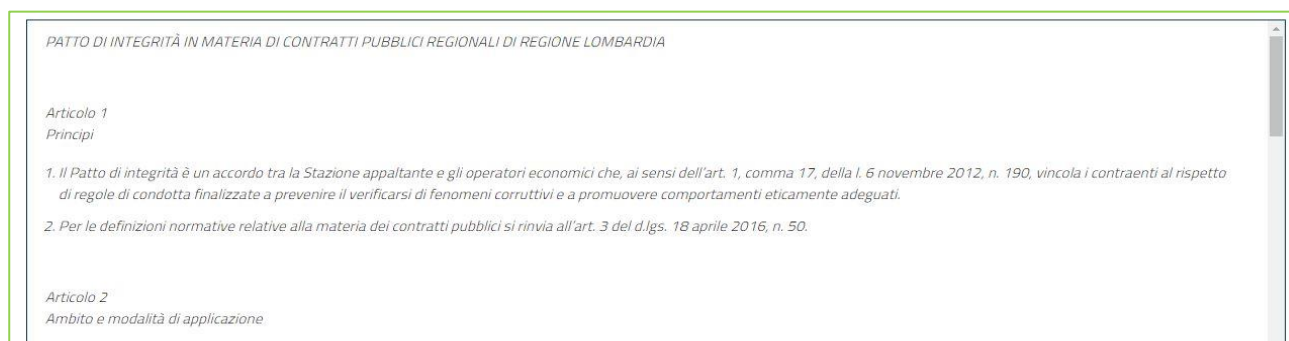 PATTO DI INTEGRITÀ IN MATERIA DI CONTRATTI PUBBLICI REGIONALI DI REGIONE LOMBARDIA
Articolo 1
Principi
1. Il Patto di integrità è un accordo tra la Stazione appaltante e gli operatori economici che, ai sensi dell'art. 1, comma 17, della l. 6 novembre 2012, n. 190, vincola i contraenti al rispetto
di regole di condotta finalizzate a prevenire il verificarsi di fenomeni corruttivi e a promuovere comportamenti eticamente adeguati.
2. Per le definizioni normative relative alla materia dei contratti pubblici si rinvia all'art. 3 del d.lgs. 18 aprile 2016, n. 50.
Articolo 2
Ambito e modalità di applicazione